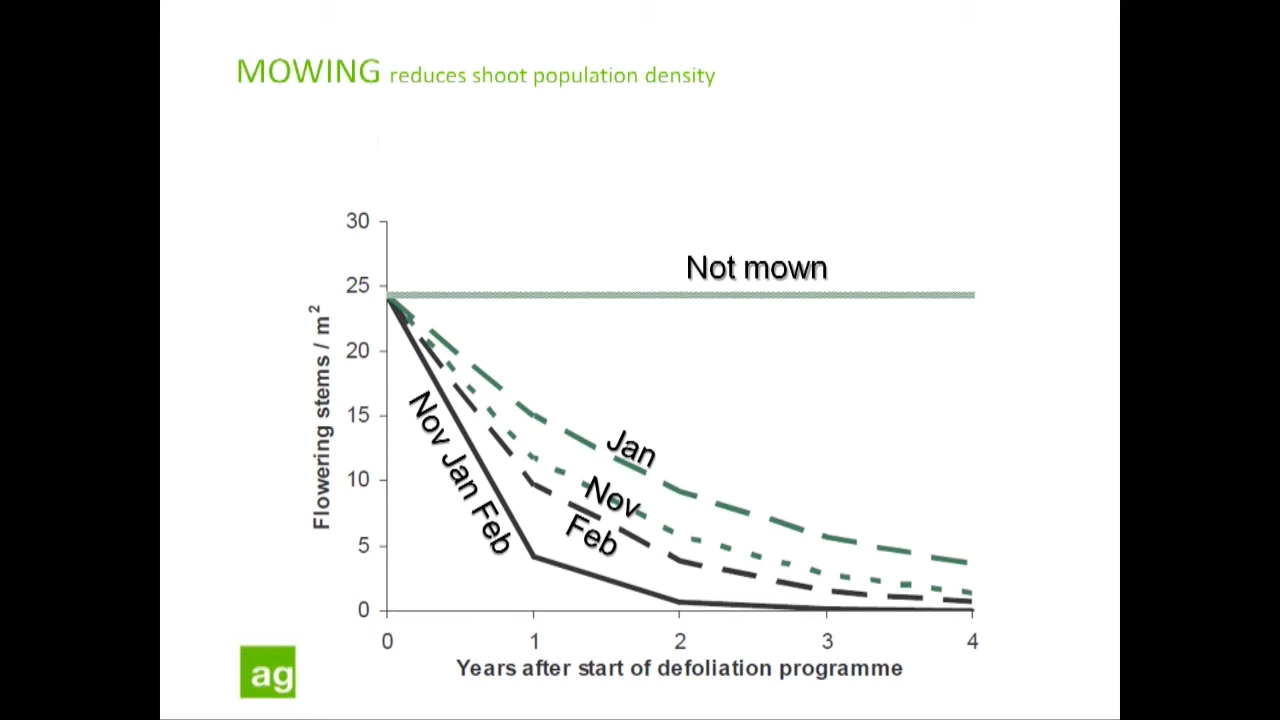 MOWING reduces shoot population density
30
25
20
15
10
5
0
Flowering stems / m²
Not mown
Jan
Nov
Feb
Nov Jan Feb
0 1 2 3 4
Years after start of defoliation programme
ag